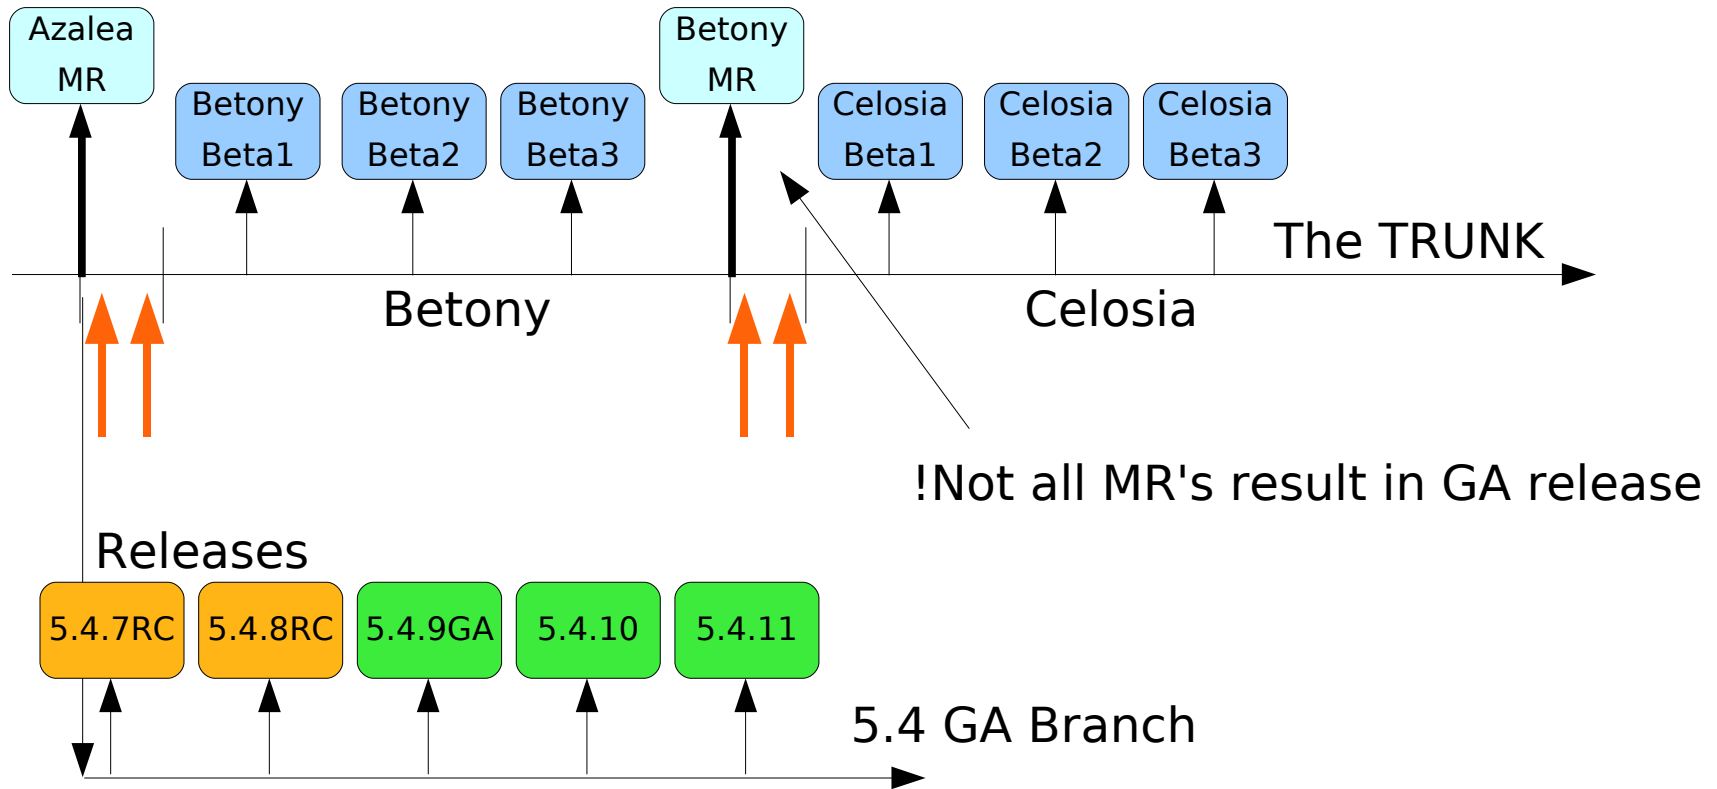 Azalea
MR
Betony
Beta1
Betony
Beta2
Betony
Beta3
Betony
MR
Celosia
Beta1
Celosia
Beta2
Celosia
Beta3
The TRUNK
Betony
Celosia
!Not all MR's result in GA release
Releases
5.4.7RC
5.4.8RC
5.4.9GA
5.4.10
5.4.11
5.4 GA Branch